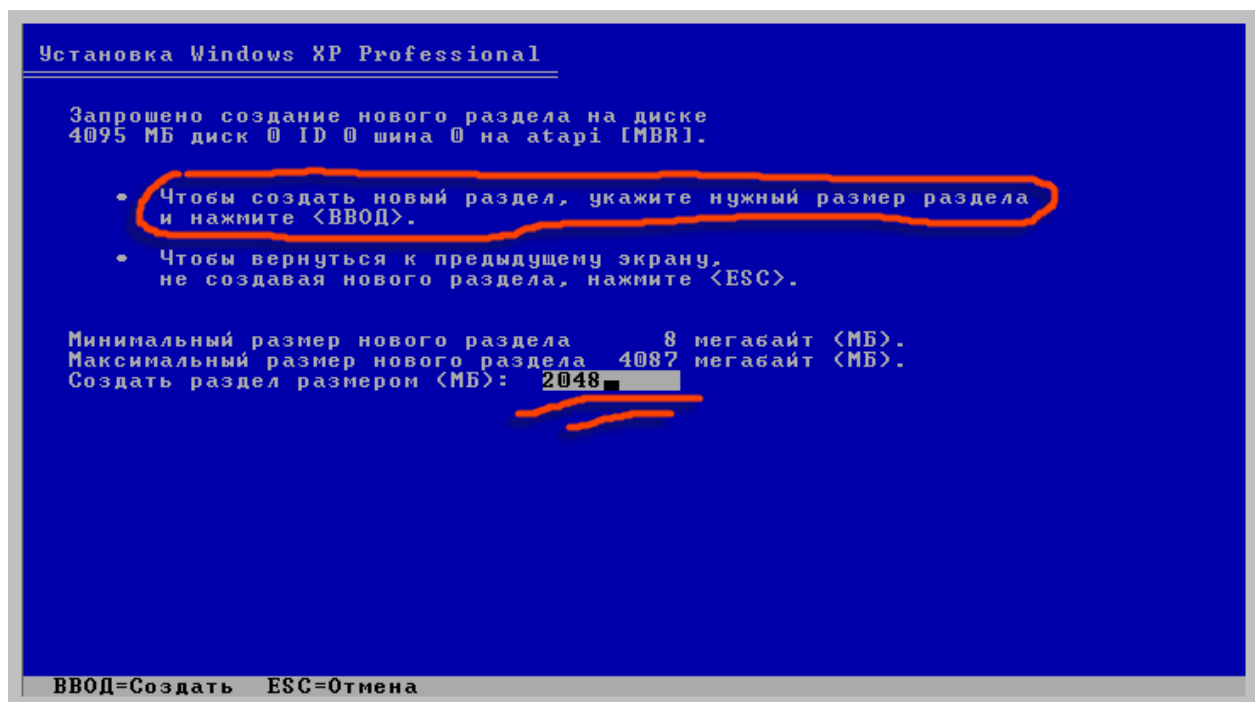 Установка Windows XP Professional
Запрошено создание нового раздела на диске
4095 МБ диск 0 ID 0 шина 0 на atapi [MBR].
• Чтобы создать новый раздел, укажите нужный размер раздела
и нажмите <ВВОД>.
• Чтобы вернуться к предыдущему экрану,
не создавая нового раздела, нажмите <ESC>.
Минимальный размер нового раздела 8 мегабайт (МБ).
Максимальный размер нового раздела 4087 мегабайт (МБ).
Создать раздел размером (МБ): 2048
ВВОД=Создать ESC=Отмена